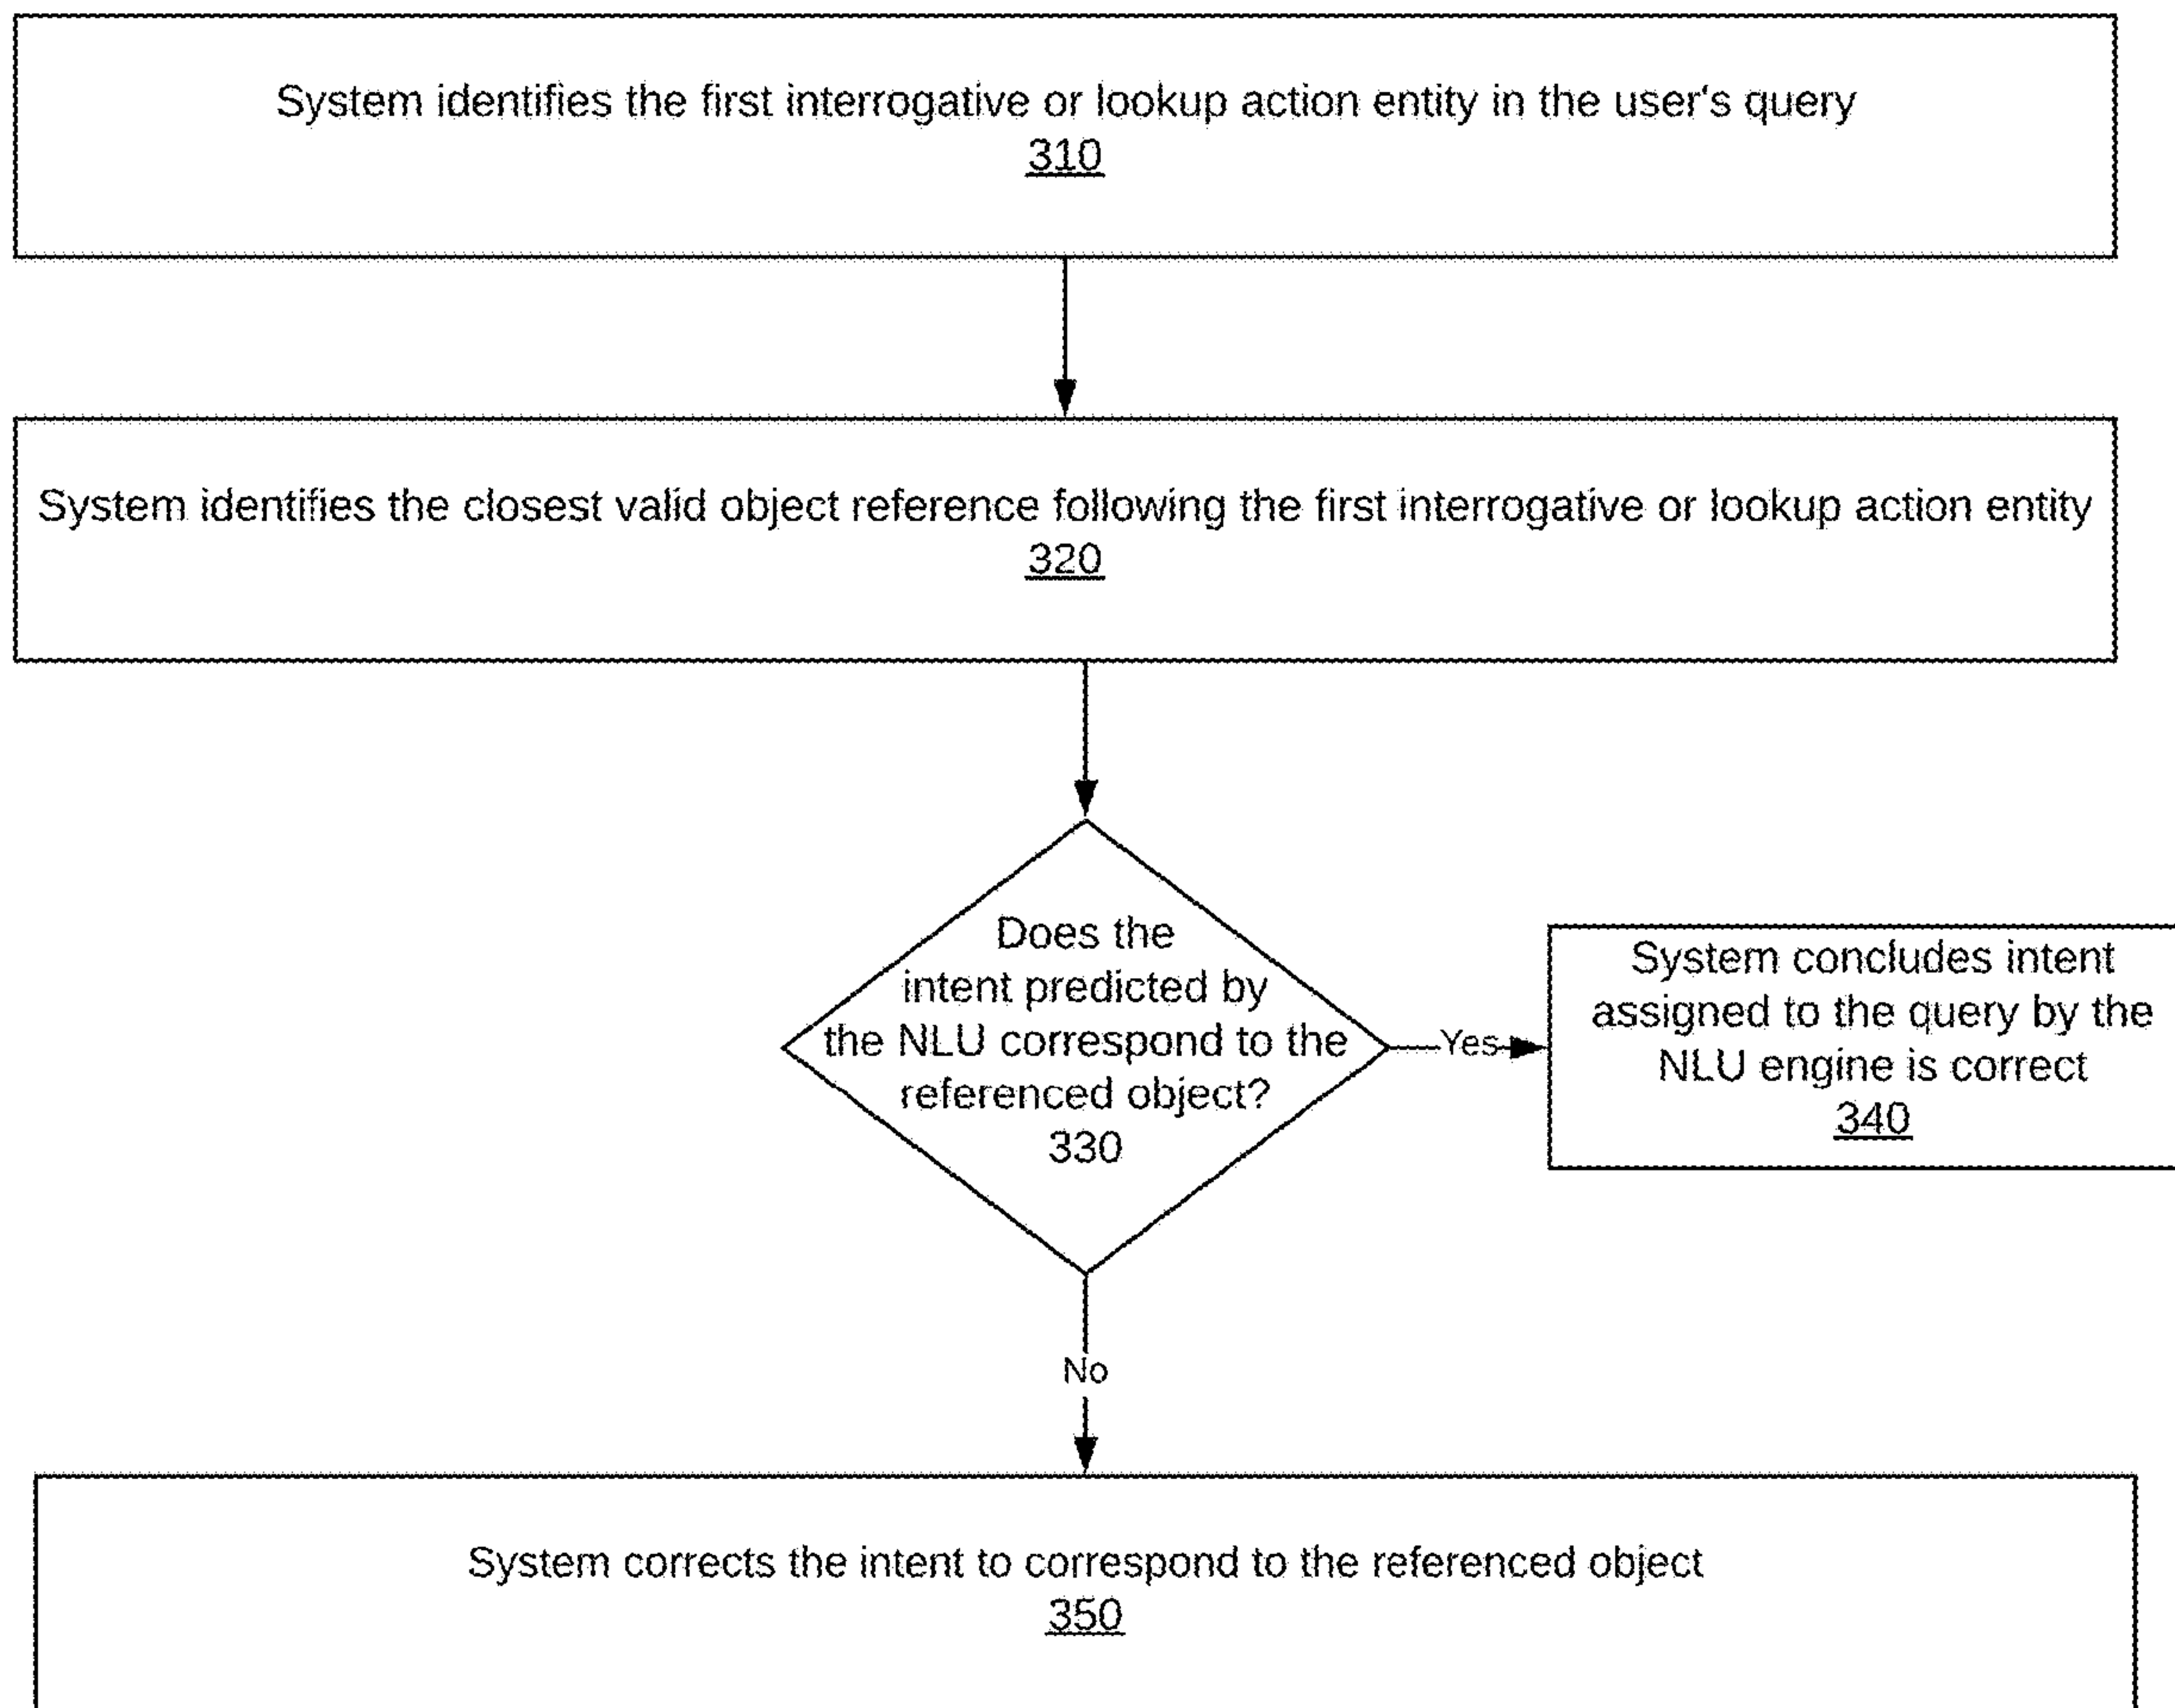 System identifies the first interrogative or lookup action entity in the user's query
310
System identifies the closest valid object reference following the first interrogative or lookup action entity
320
Does the
intent predicted by
the NLU correspond to the
referenced object?
330
Yes
System concludes intent
assigned to the query by the
NLU engine is correct
340
No
System corrects the intent to correspond to the referenced object
350